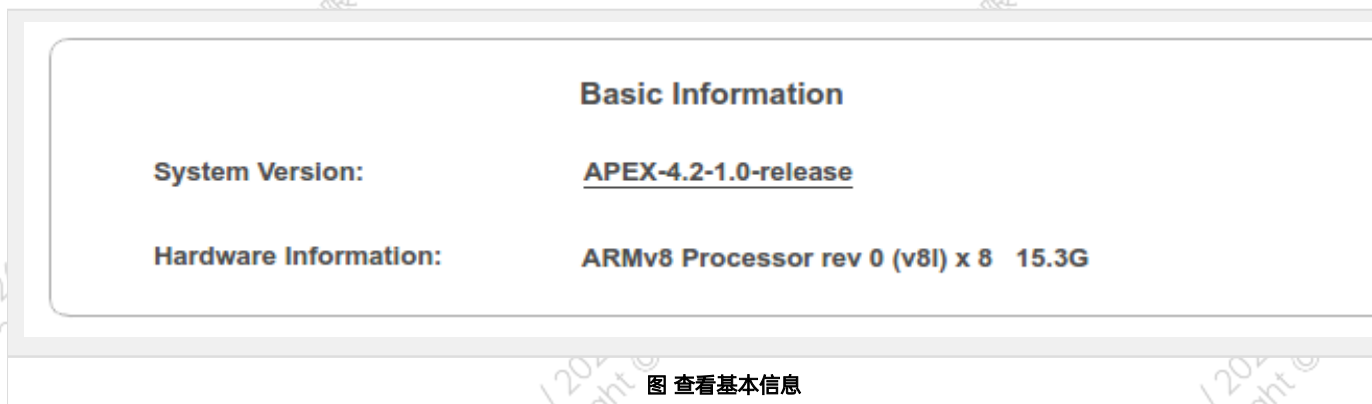 Basic Information
System Version: APEX-4.2-1.0-release
Hardware Information: ARMv8 Processor rev 0 (v8l) x 8 15.3G
图 查看基本信息